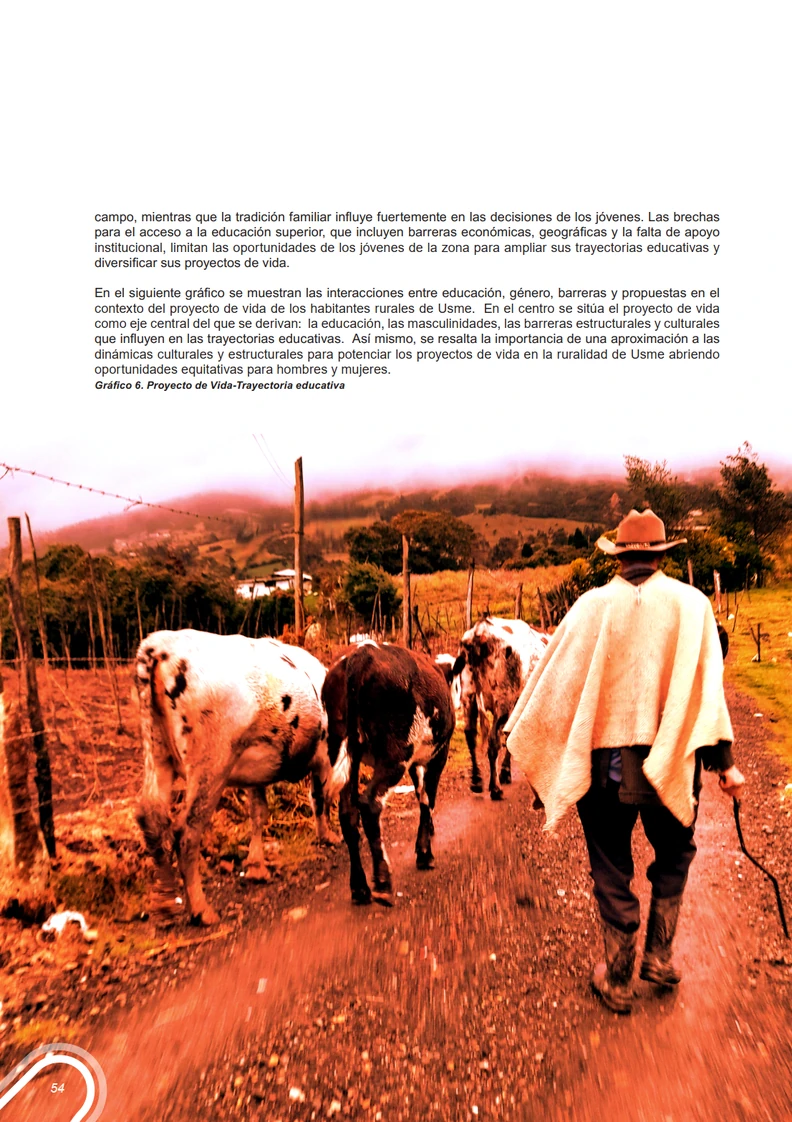 campo, mientras que la tradición familiar influye fuertemente en las decisiones de los jóvenes. Las brechas
para el acceso a la educación superior, que incluyen barreras económicas, geográficas y la falta de apoyo
institucional, limitan las oportunidades de los jóvenes de la zona para ampliar sus trayectorias educativas y
diversificar sus proyectos de vida.
En el siguiente gráfico se muestran las interacciones entre educación, género, barreras y propuestas en el
contexto del proyecto de vida de los habitantes rurales de Usme.  En el centro se sitúa el proyecto de vida
como eje central del que se derivan:  la educación, las masculinidades, las barreras estructurales y culturales
que influyen en las trayectorias educativas.  Así mismo, se resalta la importancia de una aproximación a las
dinámicas culturales y estructurales para potenciar los proyectos de vida en la ruralidad de Usme abriendo
oportunidades equitativas para hombres y mujeres.
Gráfico 6. Proyecto de Vida-Trayectoria educativa
54